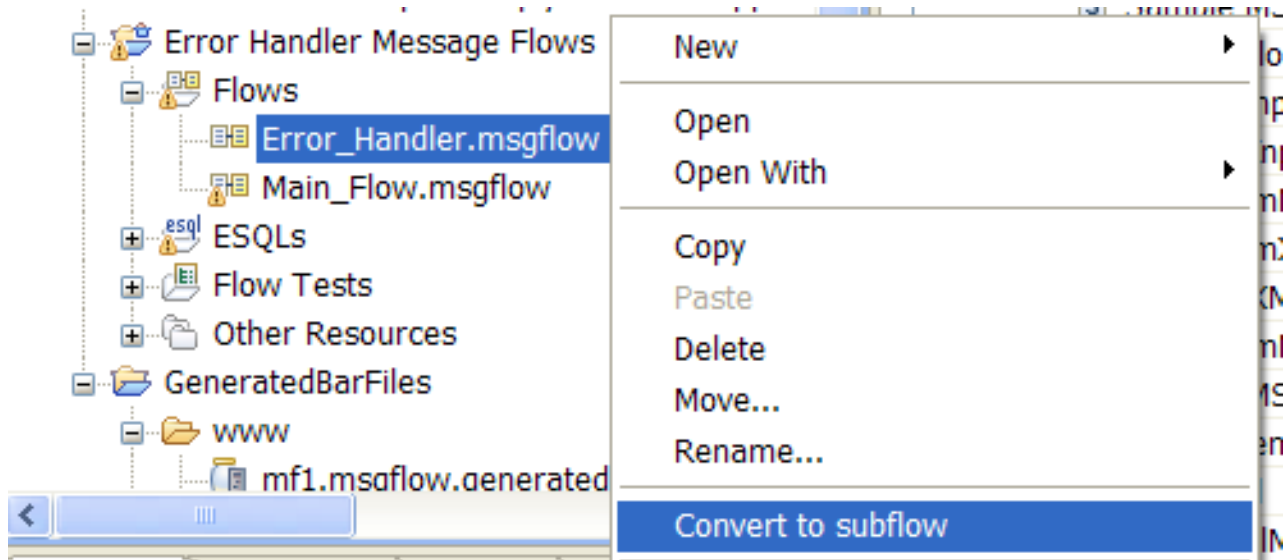 Error Handler Message Flows
Flows
Error_Handler.msgflow
Main_Flow.msgflow
esql
ESQLs
Flow Tests
Other Resources
GeneratedBarFiles
www
mf1.msgflow.generated
New
Open
Open With
Copy
Paste
Delete
Move...
Rename...
Convert to subflow
Sample